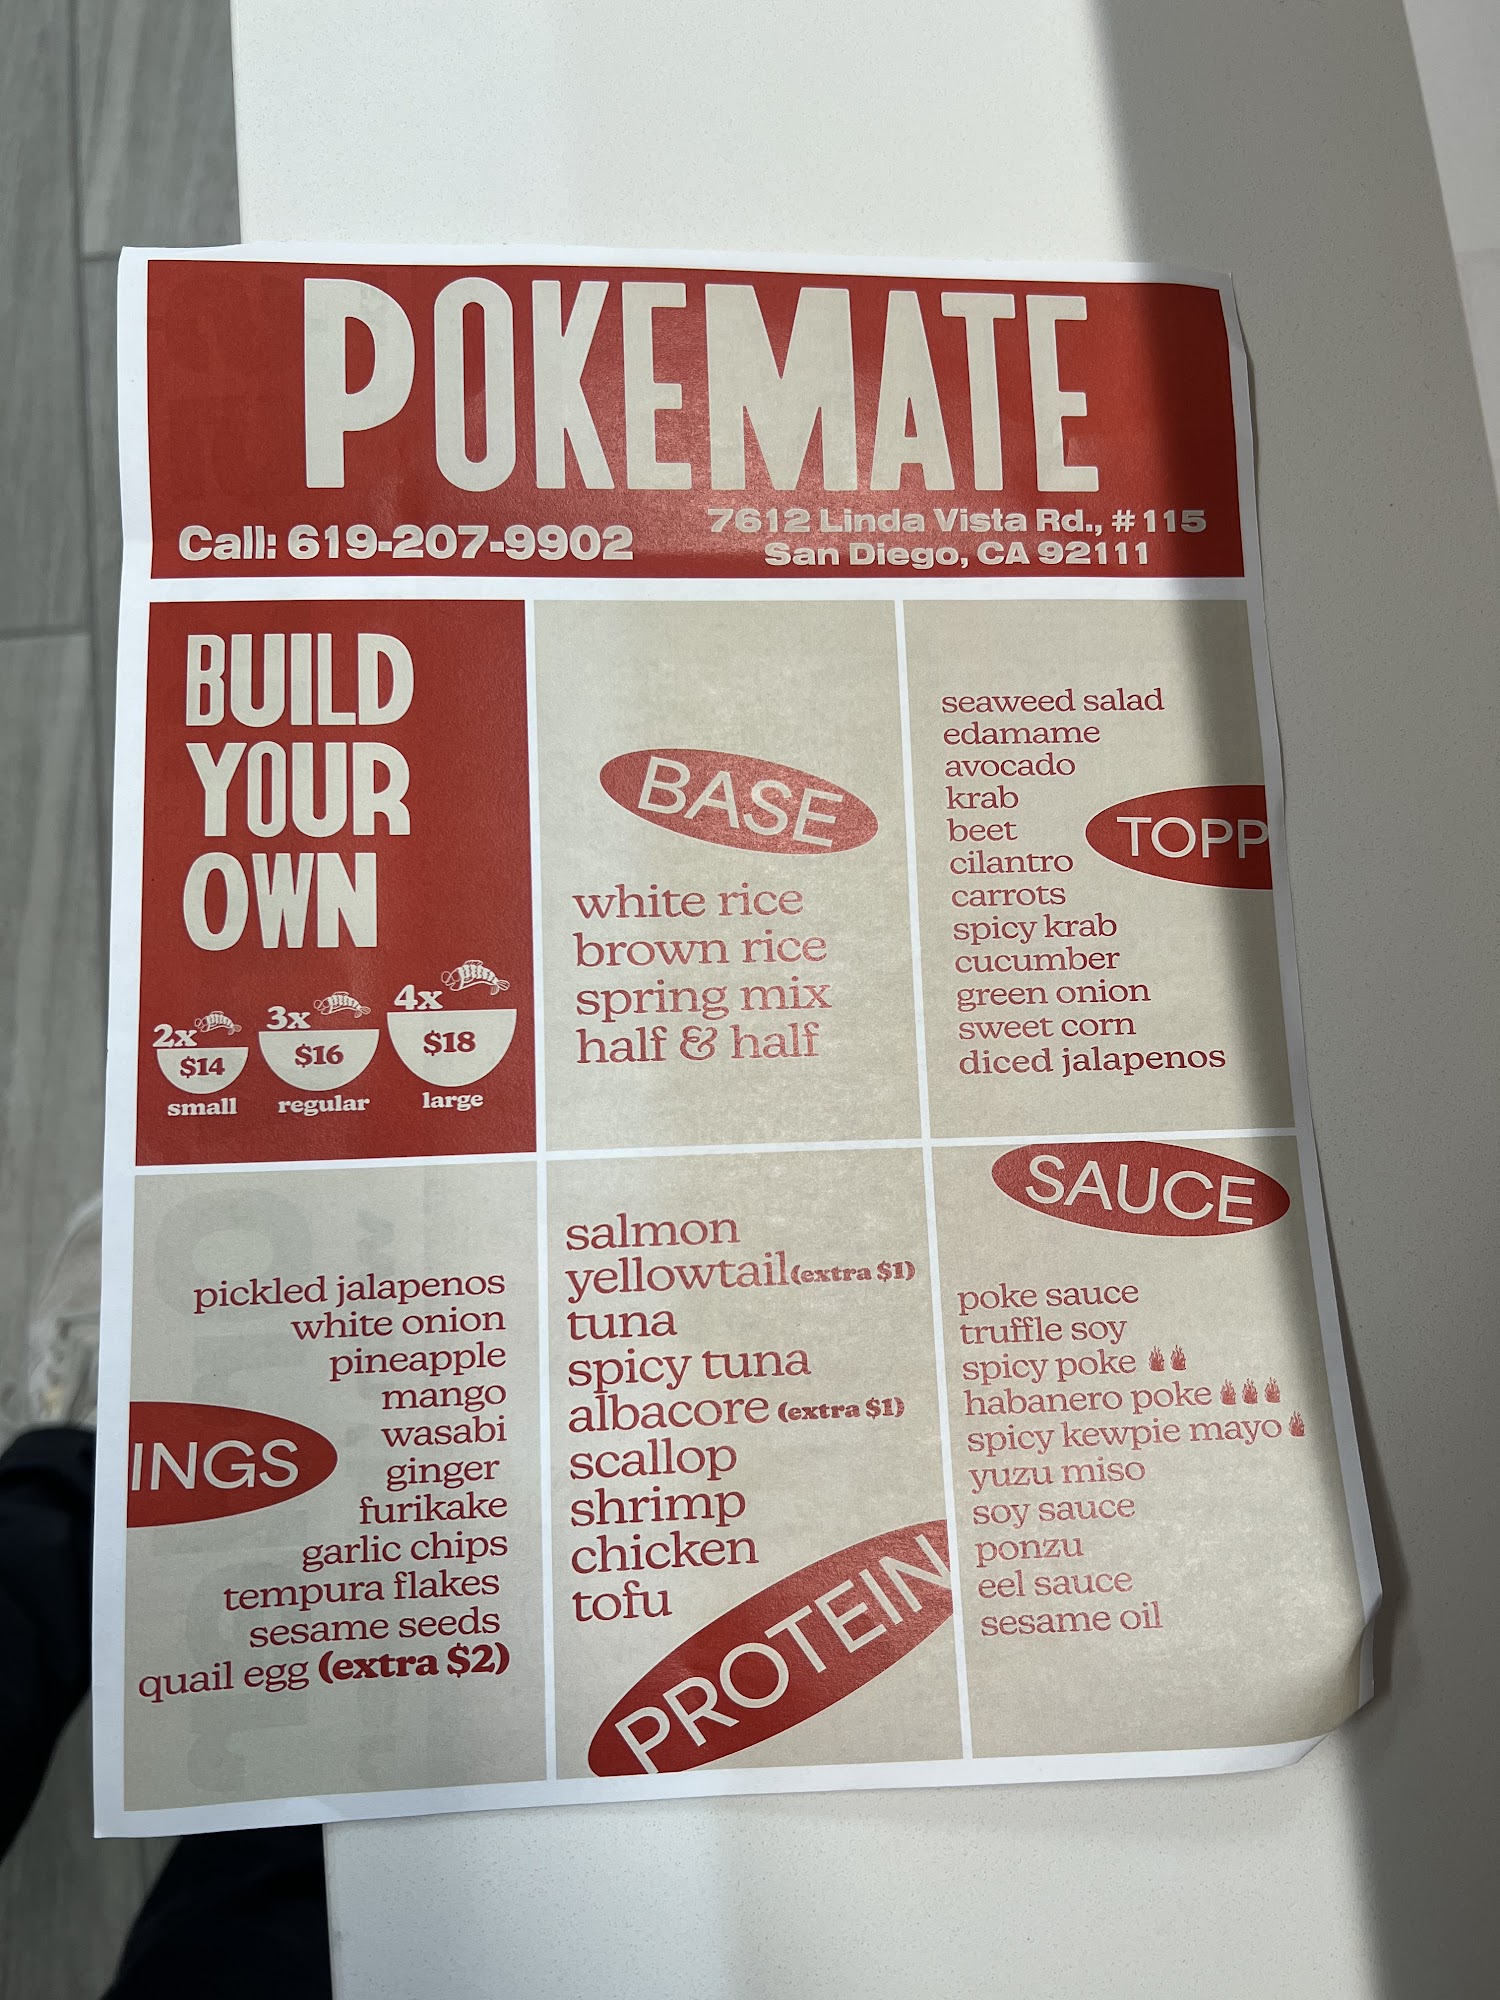 POKEMATE
Call: 619-207-9902
7612 Linda Vista Rd., #115
San Diego, CA 92111
BUILD
YOUR
OWN
2x
$14
small
3x
$16
regular
4x
$18
large
BASE
white rice
brown rice
spring mix
half & half
TOPP
seaweed salad
edamame
avocado
krab
beet
cilantro
carrots
spicy krab
cucumber
green onion
sweet corn
diced jalapenos
INGS
pickled jalapenos
white onion
pineapple
mango
wasabi
ginger
furikake
garlic chips
tempura flakes
sesame seeds
quail egg (extra $2)
salmon
yellowtail(extra $1)
tuna
spicy tuna
albacore (extra $1)
scallop
shrimp
chicken
tofu
PROTEIN
SAUCE
poke sauce
truffle soy
spicy poke
habanero poke
spicy kewpie mayo
yuzu miso
soy sauce
ponzu
eel sauce
sesame oil